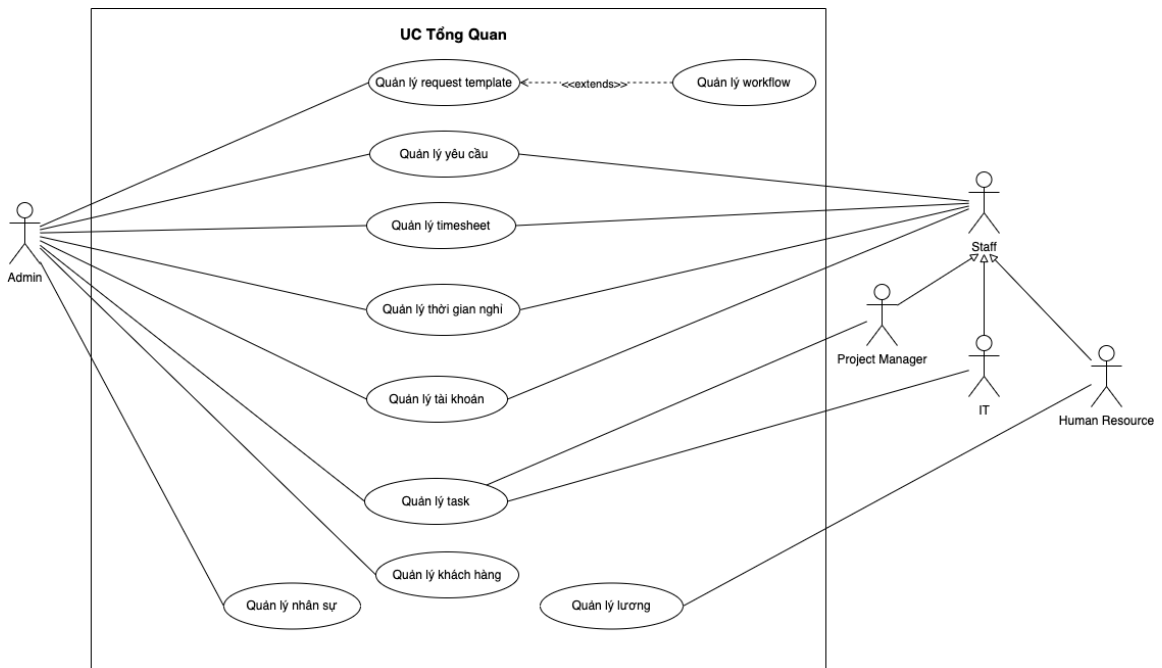 UC Tổng Quan
Quản lý request template
<<extends>>
Quản lý workflow
Quản lý yêu cầu
Quản lý timesheet
Staff
Admin
Quản lý thời gian nghỉ
Project Manager
Quản lý tài khoản
IT
Human Resource
Quản lý task
Quản lý khách hàng
Quản lý nhân sự
Quản lý lương